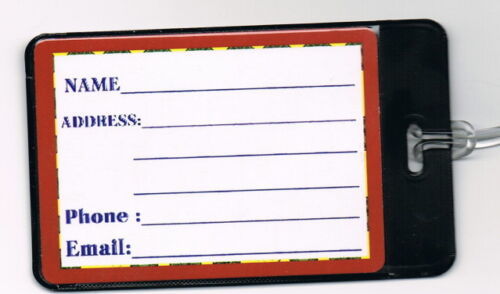 NAME
ADDRESS:
Phone :
Email: